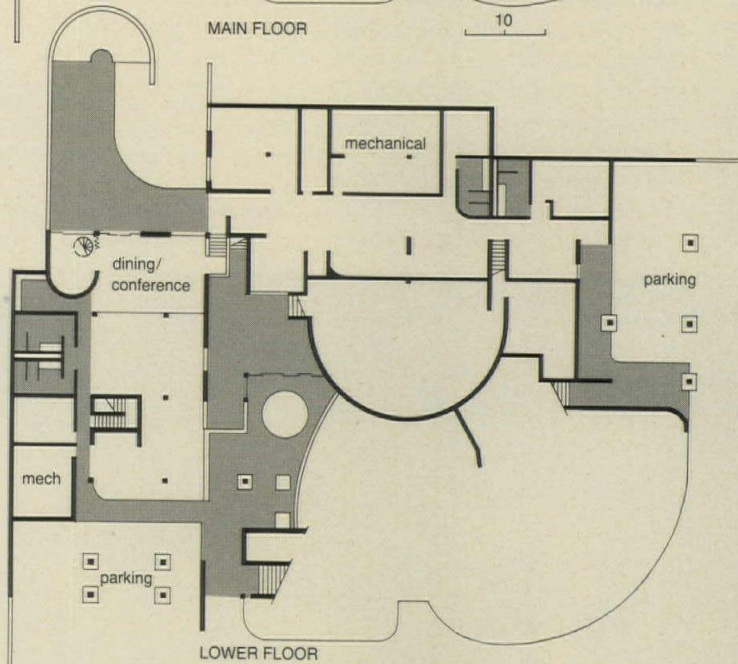 MAIN FLOOR
10
mechanical
dining/
conference
parking
mech
parking
LOWER FLOOR